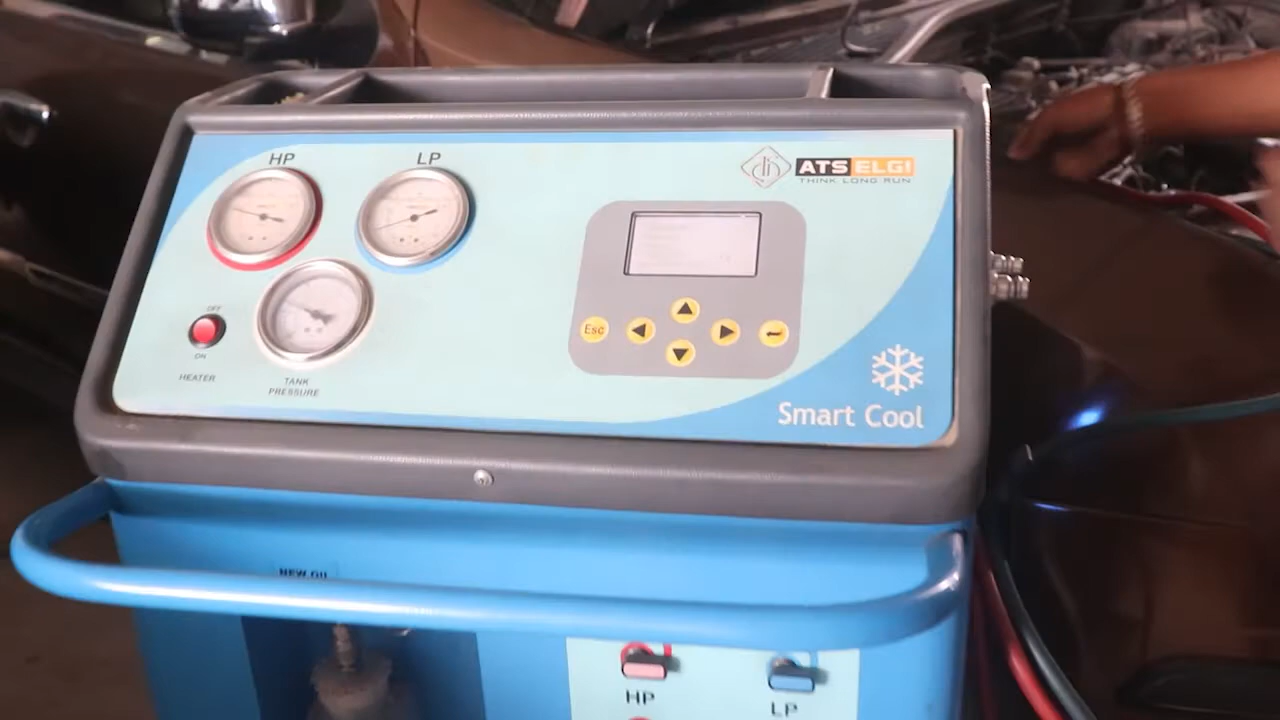 HP
LP
ATS ELGI
THINK LONG RUN
OFF
ON
HEATER
TANK
PRESSURE
Esc
Smart Cool
NEW OIL
HP
LP